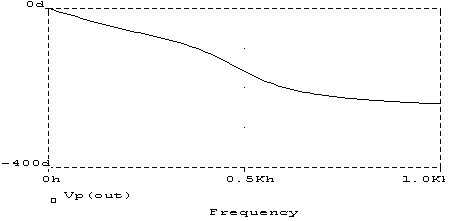 0d
-400d
0h 0.5Kh 1.0Kh
Vp(out)
Frequency